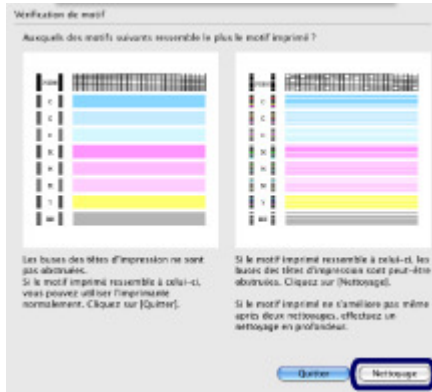 Vérification de motif
Auxquels des motifs suivants ressemble le plus le motif imprimé ?
C
C
M
M
Y
BK
Les buses des têtes d'impression ne sont
pas obstruées.
Si le motif imprimé ressemble à celui-ci,
vous pouvez utiliser l'imprimante
normalement. Cliquez sur [Quitter].
Si le motif imprimé ressemble à celui-ci, les
buses des têtes d'impression sont peut-être
obstruées. Cliquez sur [Nettoyage].
Si le motif imprimé ne s'améliore pas même
après deux nettoyages, effectuez un
nettoyage en profondeur.
Quitter
Nettoyage